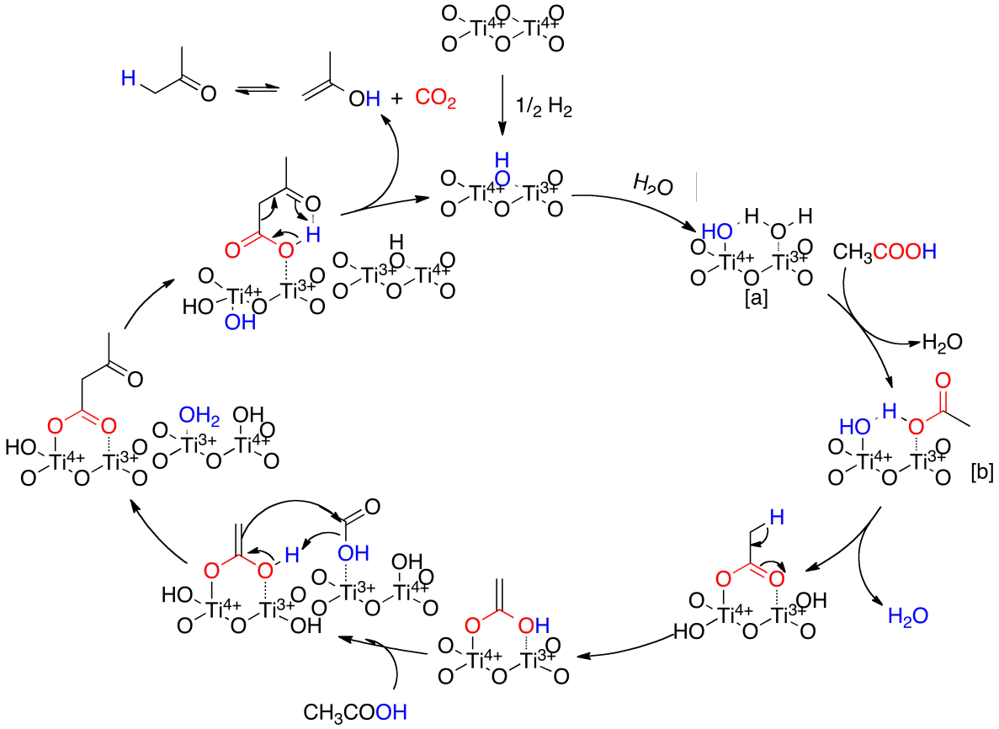 O O O
Ti4+ Ti4+
O O O
H
O
OH + CO2
1/2 H2
H
O O O
Ti4+ Ti3+
O O O
H2O
O
H
O O
H
O O O
Ti3+ Ti4+
O O O
O O
Ti4+ Ti3+
HO O O
OH
H H
HO O
O O
Ti4+ Ti3+
O O O
[a]
CH3COOH
H2O
O
H
HO O
O O
Ti4+ Ti3+
O O O
[b]
O
O O
HO O
Ti4+ Ti3+
O O O
OH2 OH
O O
Ti3+ Ti4+
O O O
H
O O
O OH
Ti4+ Ti3+
HO O O
H2O
O
H OH
O O
HO O
Ti4+ Ti3+
O O OH
OH
O O
Ti3+ Ti4+
O O O
O OH
O O
Ti4+ Ti3+
O O O
CH3COOH